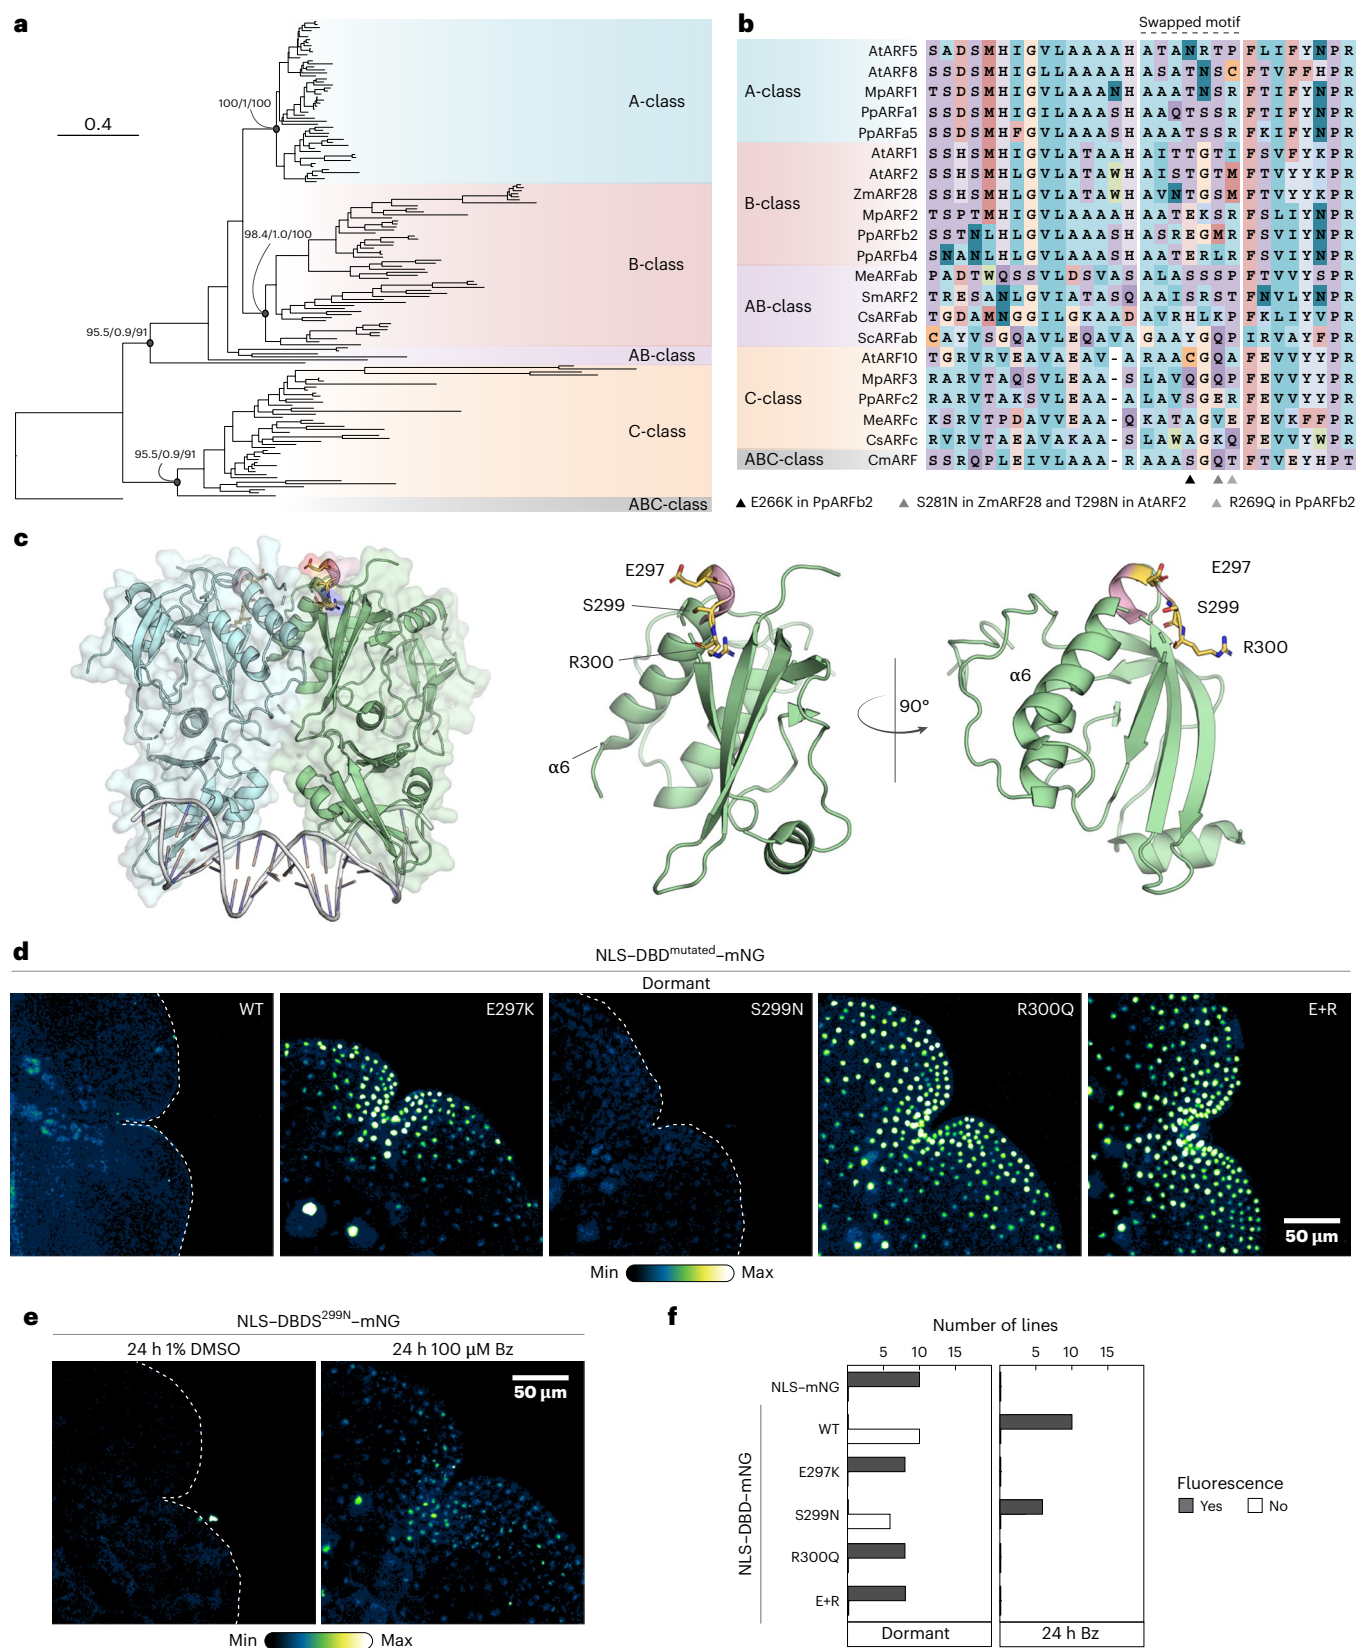 a
0.4
100/1/100
98.4/1.0/100
95.5/0.9/91
95.5/0.9/91
A-class
B-class
AB-class
C-class
ABC-class
b
Swapped motif
A-class
B-class
AB-class
C-class
ABC-class
AtARF5 S A D S M H I G V L A A A A H A T A N R T P F L I F Y N P R
AtARF8 S S D S M H I G L L A A A A H A S A T N S C F T V F F H P R
MpARF1 T S D S M H I G V L A A A N H A A A T N S R F T I F Y N P R
PpARFa1 S S D S M H I G I L A A A S H A A Q T S S R F T I F Y N P R
PpARFa5 S S D S M H F G V L A A A S H A A A T S S R F K I F Y N P R
AtARF1 S S H S M H I G V L A T A A H A I T T G T I F S V F Y K P R
AtARF2 S S H S M H I G V L A T A W H A I S T G T M F T V Y Y K P R
ZmARF28 S S H S M H I G V L A T A W H A V N T G S M F T V Y Y K P R
MpARF2 T S P T M H I G V L A A A A H A A T E K S R F S L I Y N P R
PpARFb2 S S T N L H L G V L A A A S H A S R E G M R F S V I Y N P R
PpARFb4 S N A N L H L G V L A A A S H A A T E R L R F S V I Y N P R
MeARFab P A D T W Q S S V L D S V A S A L A S S S P F T V V Y S P R
SmARF2 T R E S A N L G V I A T A S Q A A I S R S T F N V L Y N P R
CsARFab T G D A M N G G I L G K A A D A V R H L K P F K L I Y V P R
ScARFab C A Y V S G Q A V L E Q A V A G A A Y G Q P I R V A Y F P R
AtARF10 T G R V R V E A V A E A V - A R A A C G Q A F E V V Y Y P R
MpARF3 R A R V T A Q S V L E A A - S L A V Q G Q P F E V V Y Y P R
PpARFc2 R A R V T A K S V L E A A - A L A V S G E R F E V V Y Y P R
MeARFc K S R V T P D A V V E A A - Q K A T A G V E F E V K F F P R
CsARFc R V R V T A E A V A K A A - S L A W A G K Q F E V V Y W P R
CmARF S S R Q P L E I V L A A A - R A A A S G Q T F T V E Y H P T
▲ E266K in PpARFb2 ▲ S281N in ZmARF28 and T298N in AtARF2 ▲ R269Q in PpARFb2
c
E297
S299
R300
α6
90°
E297
S299
R300
α6
d
NLS–DBDmutated–mNG
Dormant
WT
E297K
S299N
R300Q
E+R
50 µm
Min Max
e
NLS–DBDS299N–mNG
24 h 1% DMSO
24 h 100 µM Bz
50 µm
Min Max
f
Number of lines
5 10 15 5 10 15
NLS–mNG
WT
E297K
S299N
R300Q
E+R
NLS–DBD–mNG
Dormant
24 h Bz
Fluorescence
Yes No